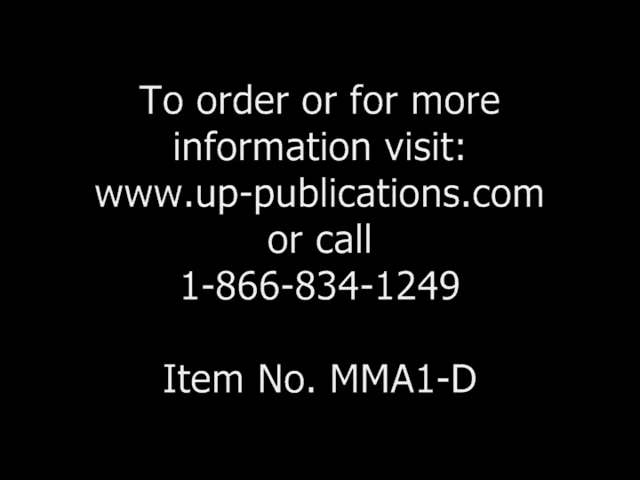 To order or for more
information visit:
www.up-publications.com
or call
1-866-834-1249
Item No. MMA1-D